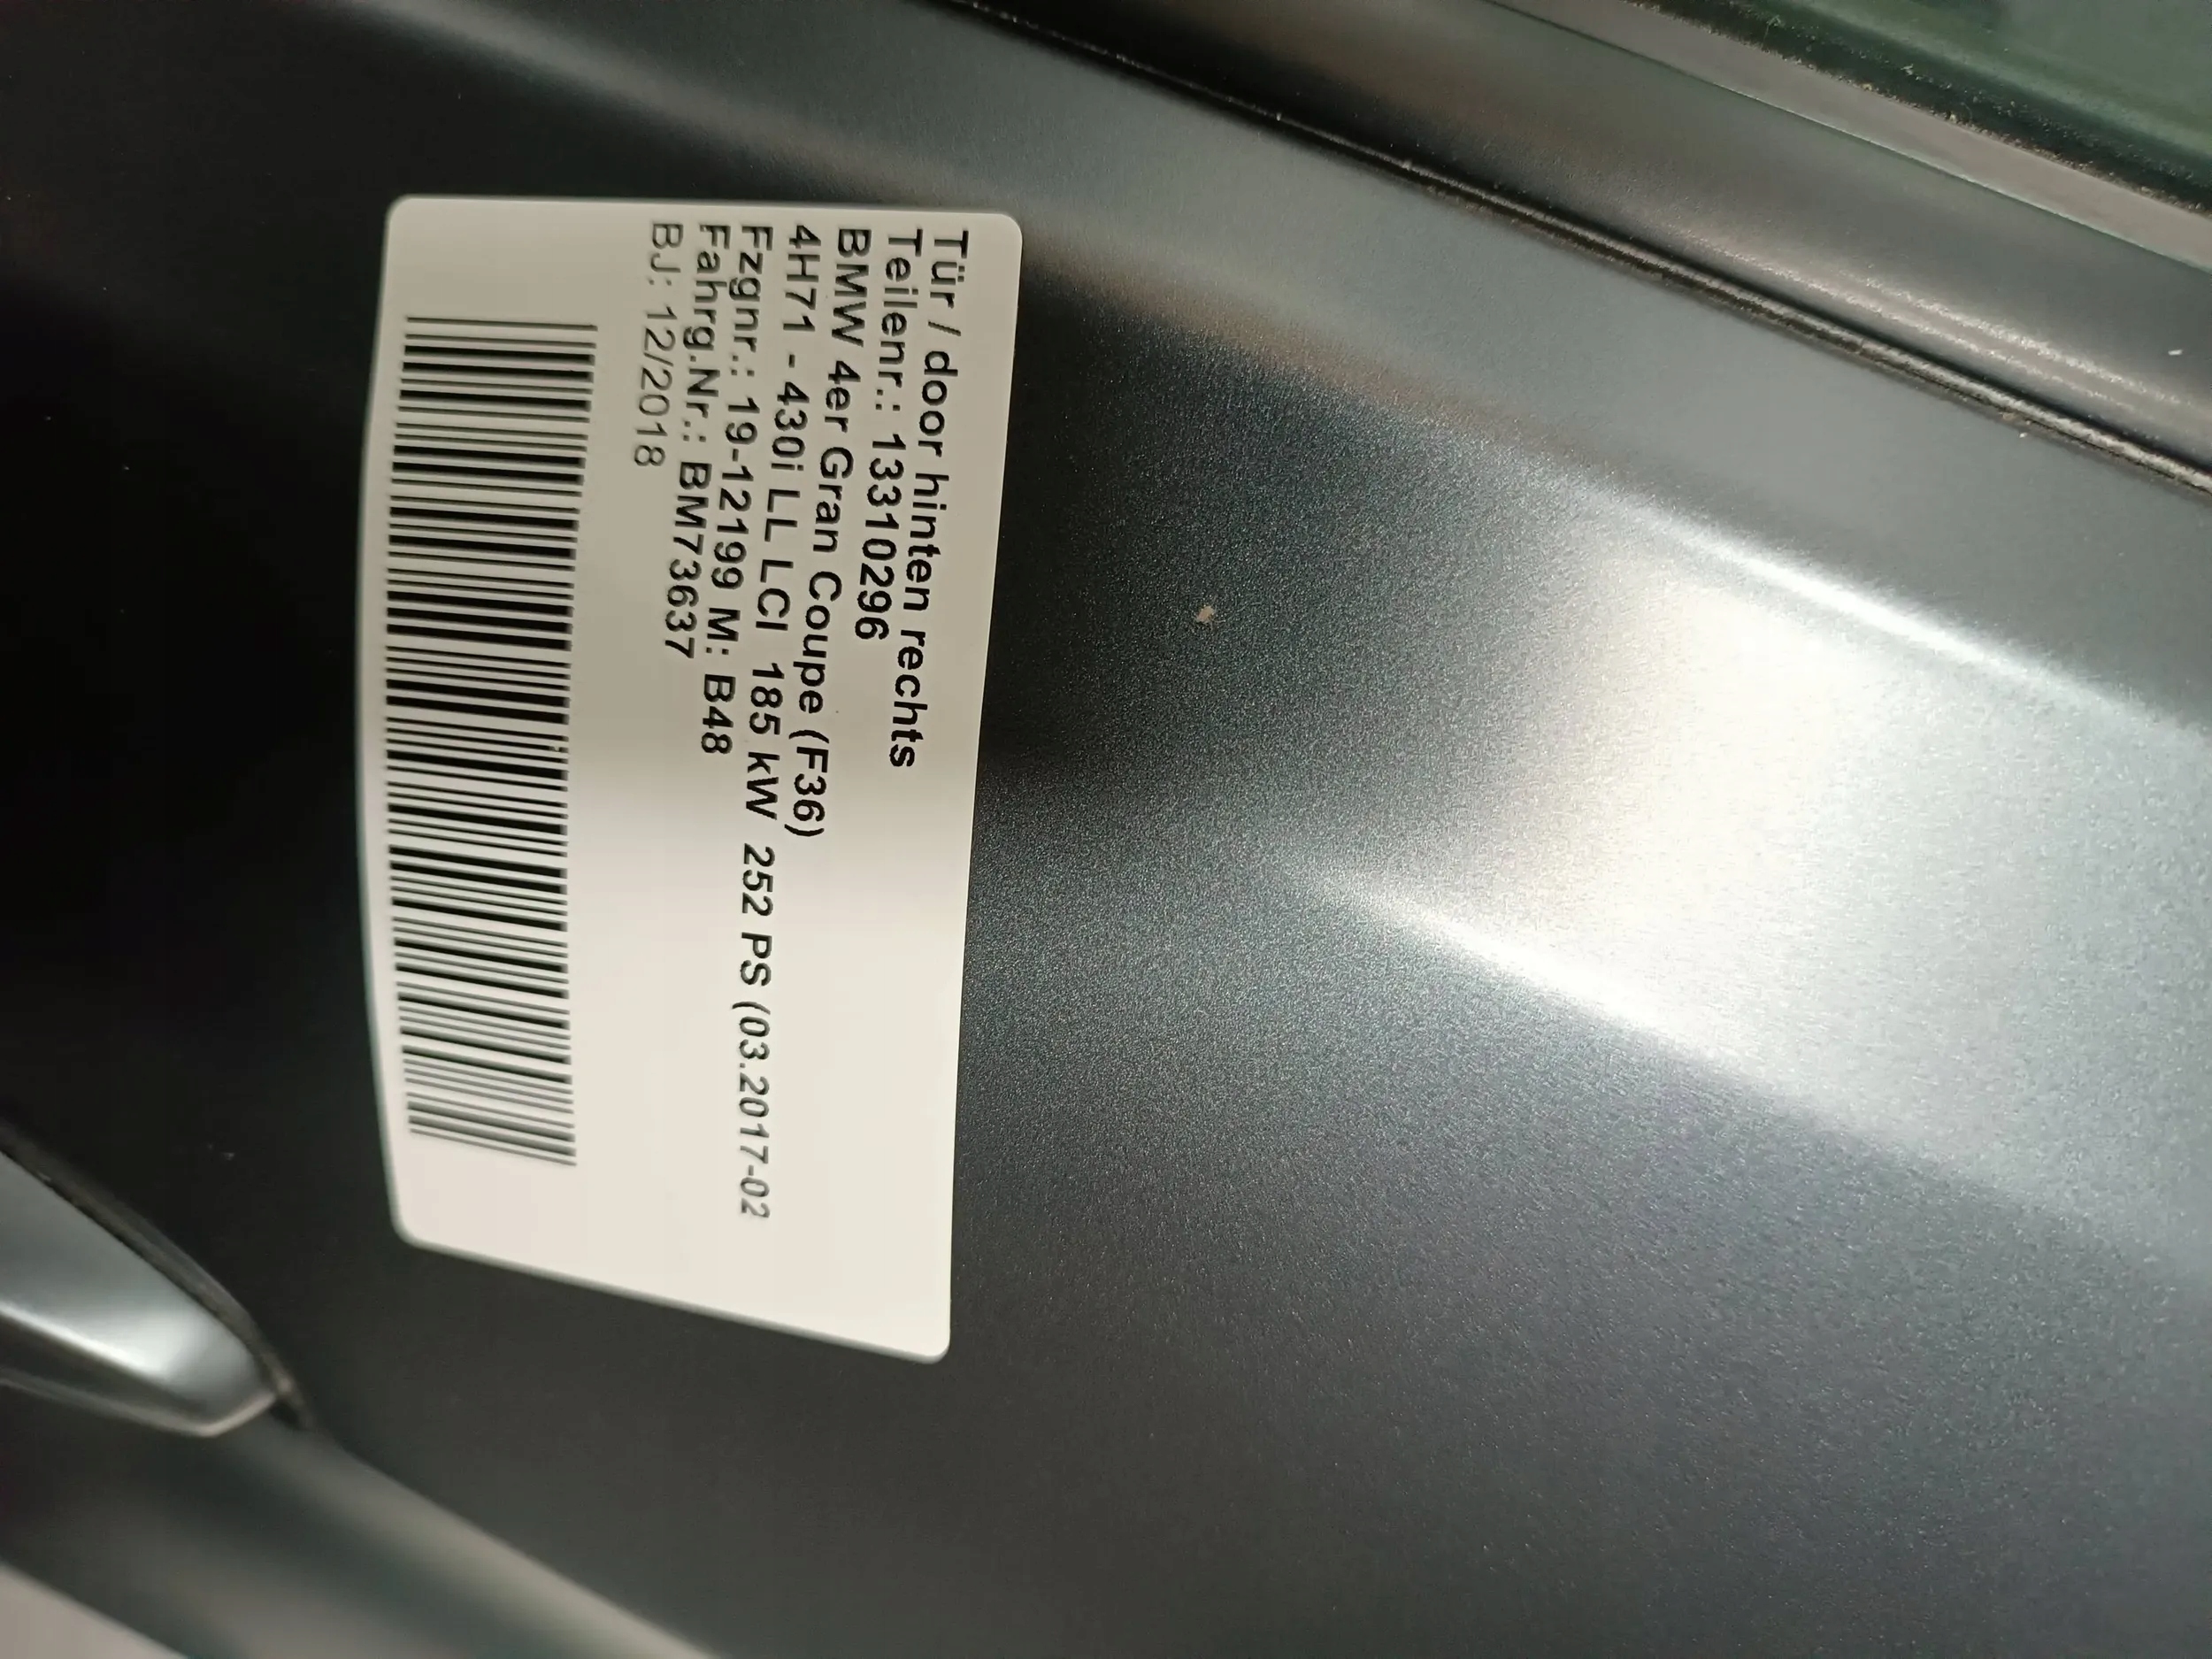 Tür / door hinten rechts
Teilenr.: 13310296
BMW 4er Gran Coupe (F36)
4H71 - 430i LL LCI 185 kW 252 PS (03.2017-02
Fzgnr.: 19-12199 M: B48
Fahrg.Nr.: BM73637
BJ: 12/2018